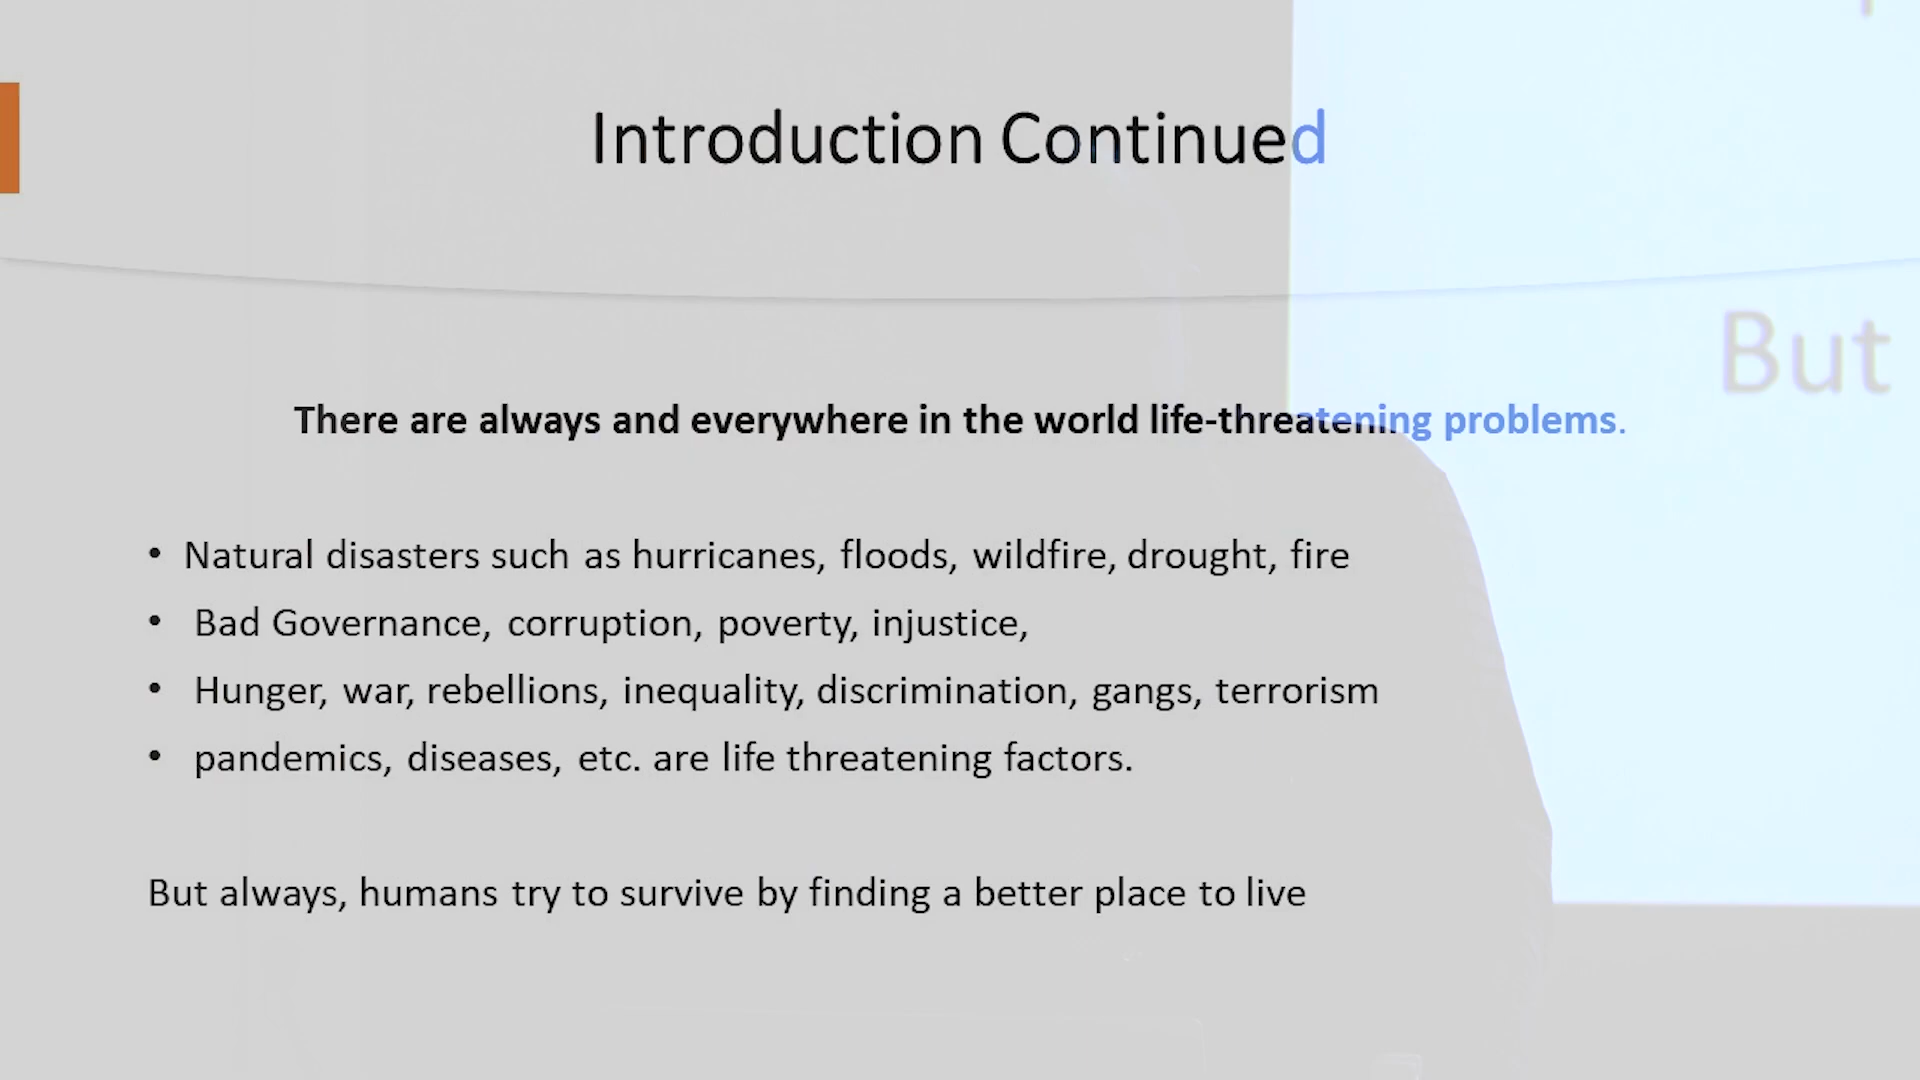 Introduction Continued
There are always and everywhere in the world life-threatening problems.
• Natural disasters such as hurricanes, floods, wildfire, drought, fire
• Bad Governance, corruption, poverty, injustice,
• Hunger, war, rebellions, inequality, discrimination, gangs, terrorism
• pandemics, diseases, etc. are life threatening factors.
But always, humans try to survive by finding a better place to live
But